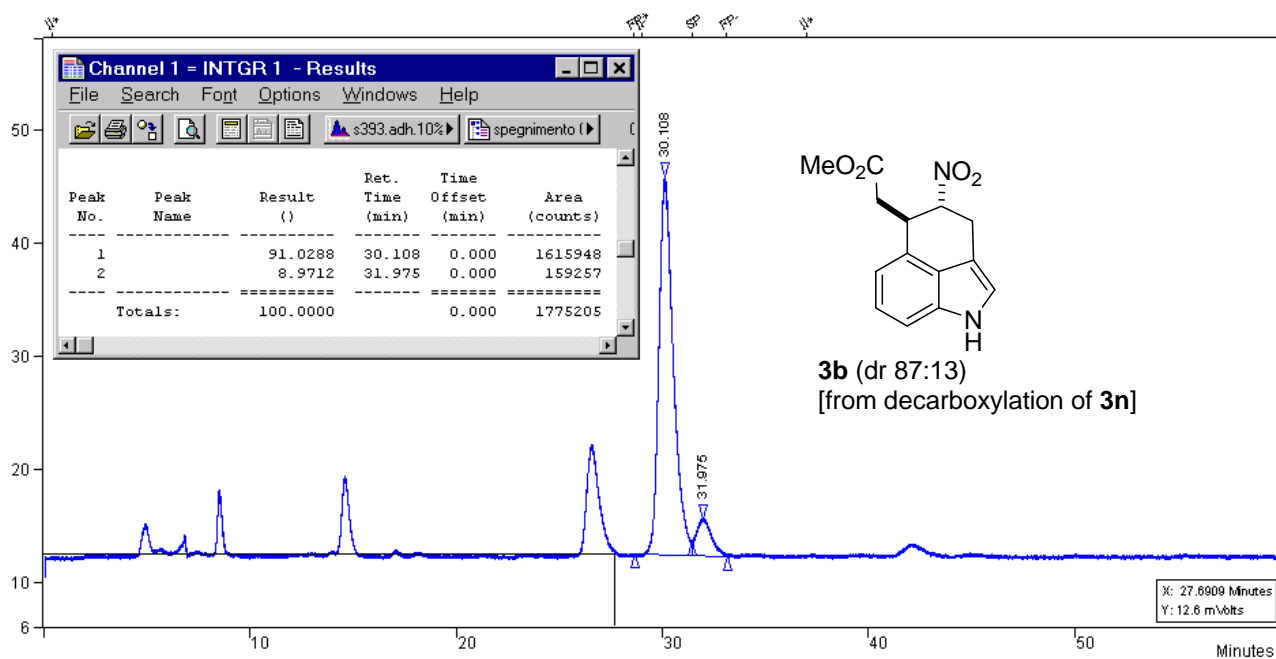 Channel 1 = INTGR 1 - Results
File Search Font Options Windows Help
s393.adh.10% spegnimento (
Ret. Time
Peak Peak Result Time Offset Area
No. Name () (min) (min) (counts)
1 91.0288 30.108 0.000 1615948
2 8.9712 31.975 0.000 159257
Totals: 100.0000 0.000 1775205
50
40
30
20
10
6
30.108
31.975
MeO2C
NO2
N
H
3b (dr 87:13)
[from decarboxylation of 3n]
X: 27.6909 Minutes
Y: 12.6 mVolts
10 20 30 40 50
Minutes